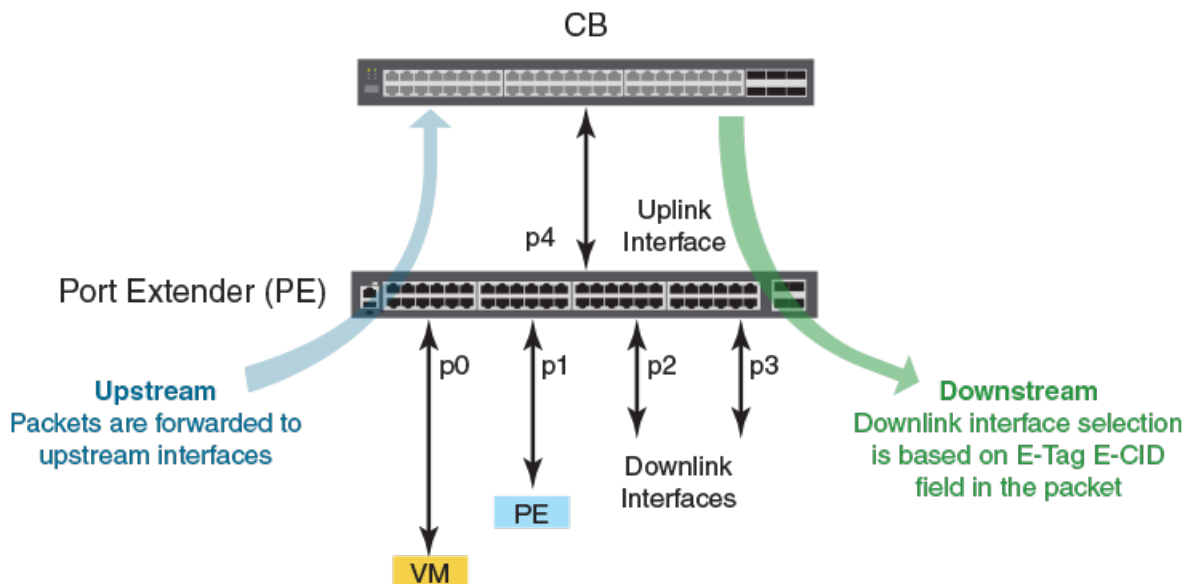 CB
Uplink
Interface
p4
Port Extender (PE)
p0
p1
p2
p3
Upstream
Packets are forwarded to
upstream interfaces
Downstream
Downlink interface selection
is based on E-Tag E-CID
field in the packet
Downlink
Interfaces
PE
VM